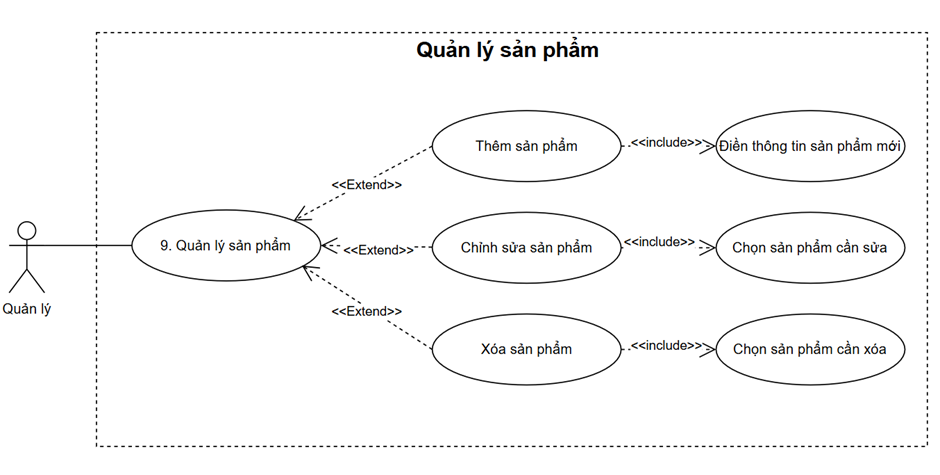 Quản lý sản phẩm
Thêm sản phẩm
<<include>>
Điền thông tin sản phẩm mới
<<Extend>>
9. Quản lý sản phẩm
<<Extend>>
Chỉnh sửa sản phẩm
<<include>>
Chọn sản phẩm cần sửa
Quản lý
<<Extend>>
Xóa sản phẩm
<<include>>
Chọn sản phẩm cần xóa